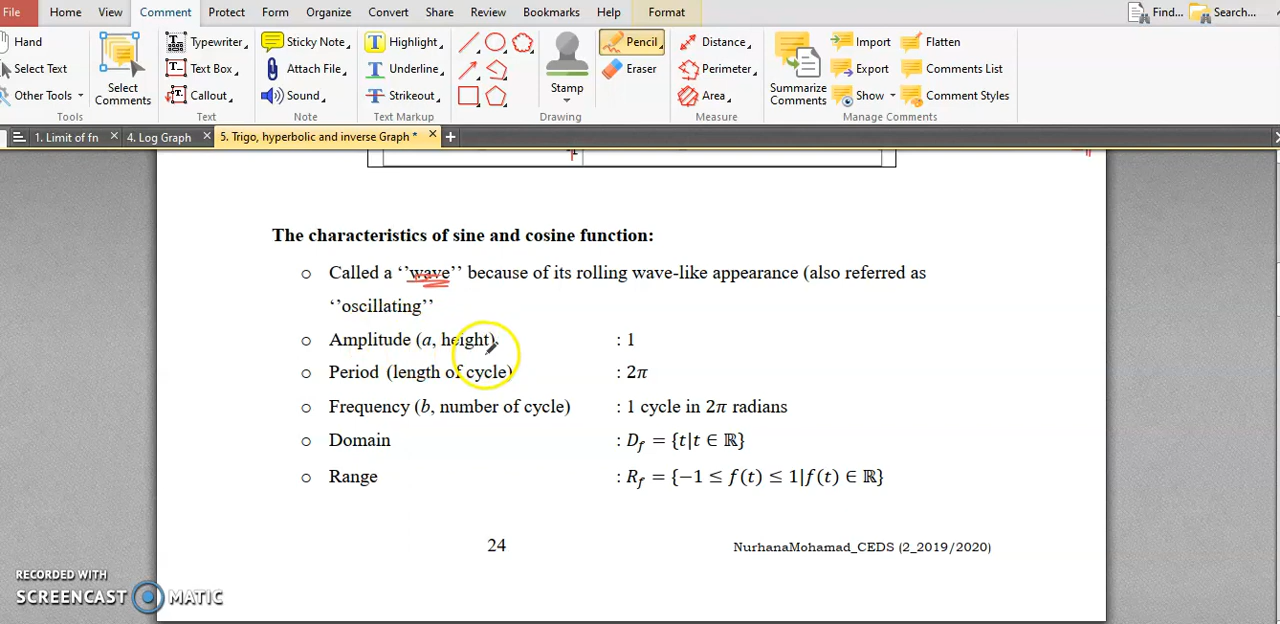 File Home View Comment Protect Form Organize Convert Share Review Bookmarks Help Format Find... Search...
Hand
Select Text
Other Tools
Select Comments
Tools
Typewriter
Text Box
Callout
Text
Sticky Note
Attach File
Sound
Note
Highlight
Underline
Strikeout
Text Markup
Drawing
Stamp
Pencil
Eraser
Distance
Perimeter
Area
Measure
Summarize Comments
Import
Export
Show
Flatten
Comments List
Comment Styles
Manage Comments
1. Limit of fn 4. Log Graph 5. Trigo, hyperbolic and inverse Graph *
The characteristics of sine and cosine function:
Called a ‘’wave’’ because of its rolling wave-like appearance (also referred as
‘’oscillating’’
Amplitude (a, height) : 1
Period (length of cycle) : 2π
Frequency (b, number of cycle) : 1 cycle in 2π radians
Domain : D_f = {t|t ∈ ℝ}
Range : R_f = {−1 ≤ f(t) ≤ 1|f(t) ∈ ℝ}
24 NurhanaMohamad_CEDS (2_2019/2020)
RECORDED WITH
SCREENCAST MATIC